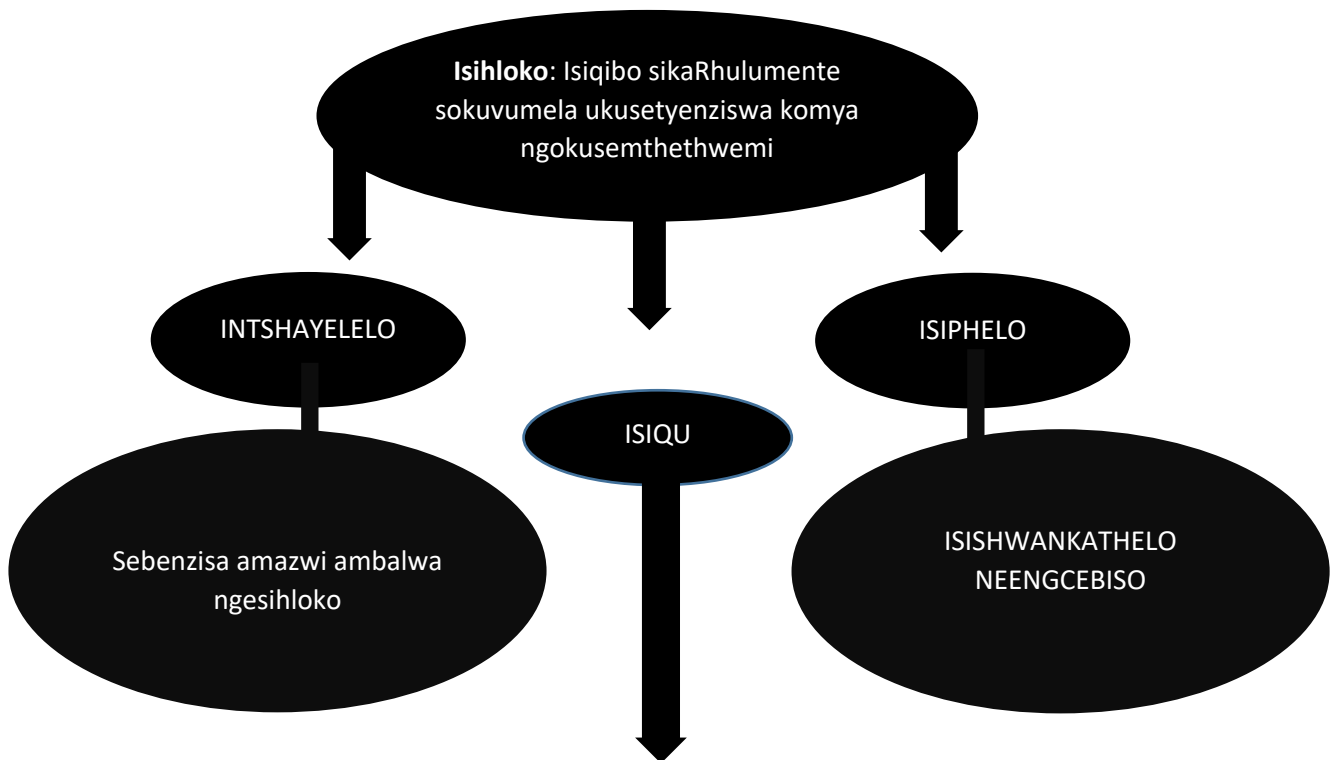 Isihloko: Isiqibo sikaRhulumente
sokuvumela ukusetyenziswa komya
ngokusemthethwemi
INTSHAYELELO
ISIPHELO
ISIQU
Sebenzisa amazwi ambalwa
ngesihloko
ISISHWANKATHELO
NEENGCEBISO